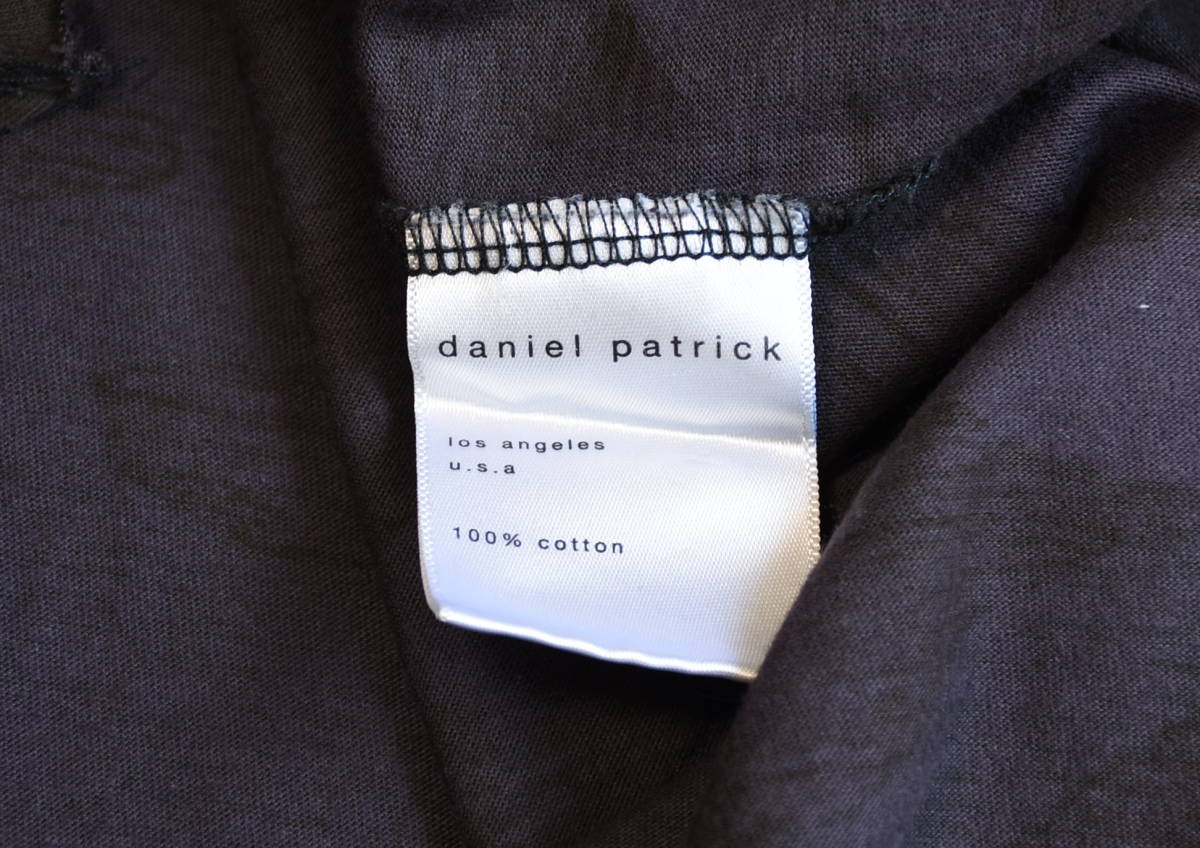 daniel patrick
los angeles
u.s.a
100% cotton